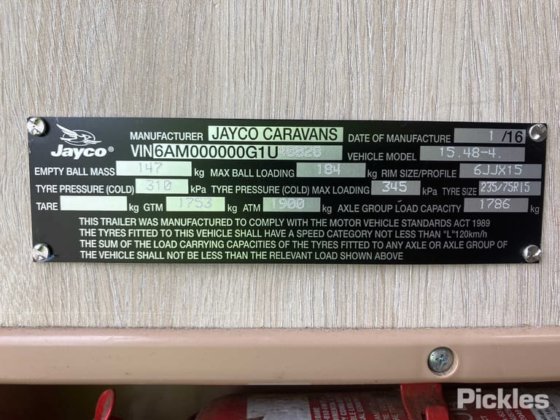 MANUFACTURER JAYCO CARAVANS DATE OF MANUFACTURE 1/16
Jayco® VIN 6AM000000G1U VEHICLE MODEL 15.48-4.
EMPTY BALL MASS 147 kg MAX BALL LOADING 184 kg RIM SIZE/PROFILE 6JJX15
TYRE PRESSURE (COLD) 310 kPa TYRE PRESSURE (COLD) MAX LOADING 345 kPa TYRE SIZE 235/75R15
TARE kg GTM 1753 kg ATM 1900 kg AXLE GROUP LOAD CAPACITY 1786 kg
THIS TRAILER WAS MANUFACTURED TO COMPLY WITH THE MOTOR VEHICLE STANDARDS ACT 1989
THE TYRES FITTED TO THIS VEHICLE SHALL HAVE A SPEED CATEGORY NOT LESS THAN "L"120km/h
THE SUM OF THE LOAD CARRYING CAPACITIES OF THE TYRES FITTED TO ANY AXLE OR AXLE GROUP OF
THE VEHICLE SHALL NOT BE LESS THAN THE RELEVANT LOAD SHOWN ABOVE
Pickles